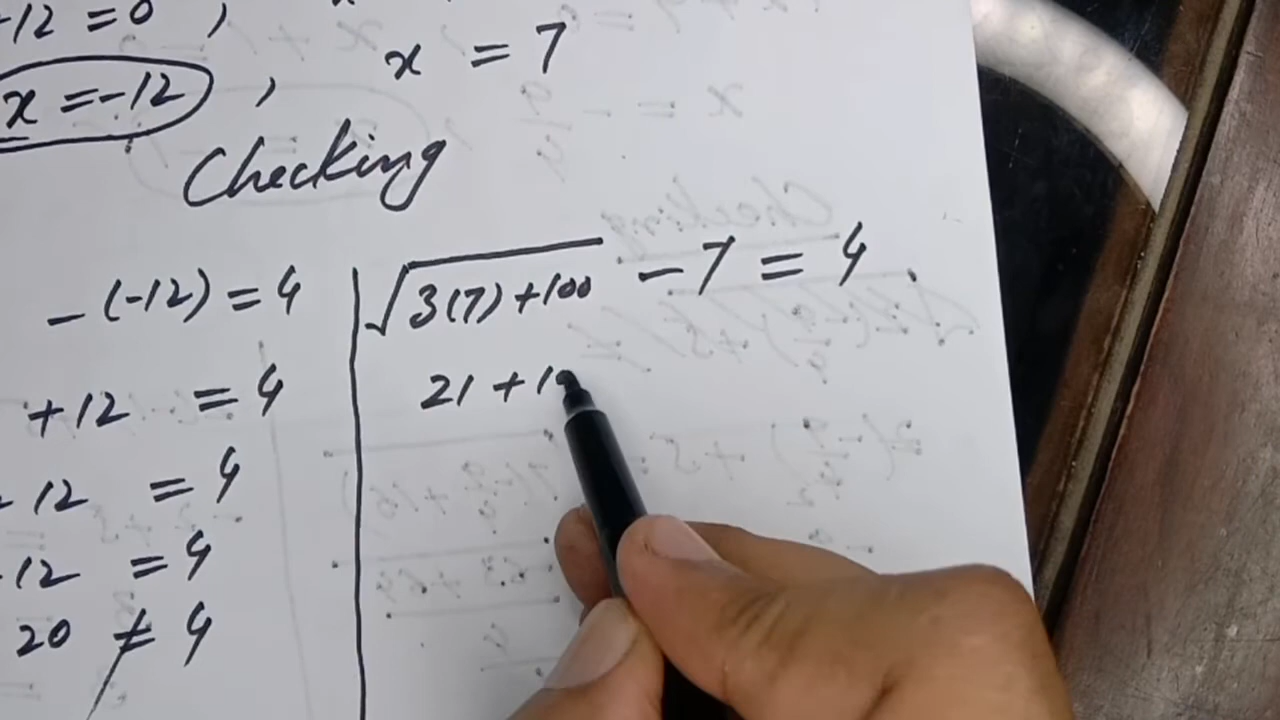 +12 = 0 ,
x = -12 , x = 7
Checking
- (-12) = 4
+12 = 4
12 = 4
-12 = 4
20 ≠ 4
√3(7) + 100 - 7 = 4
21 + 10